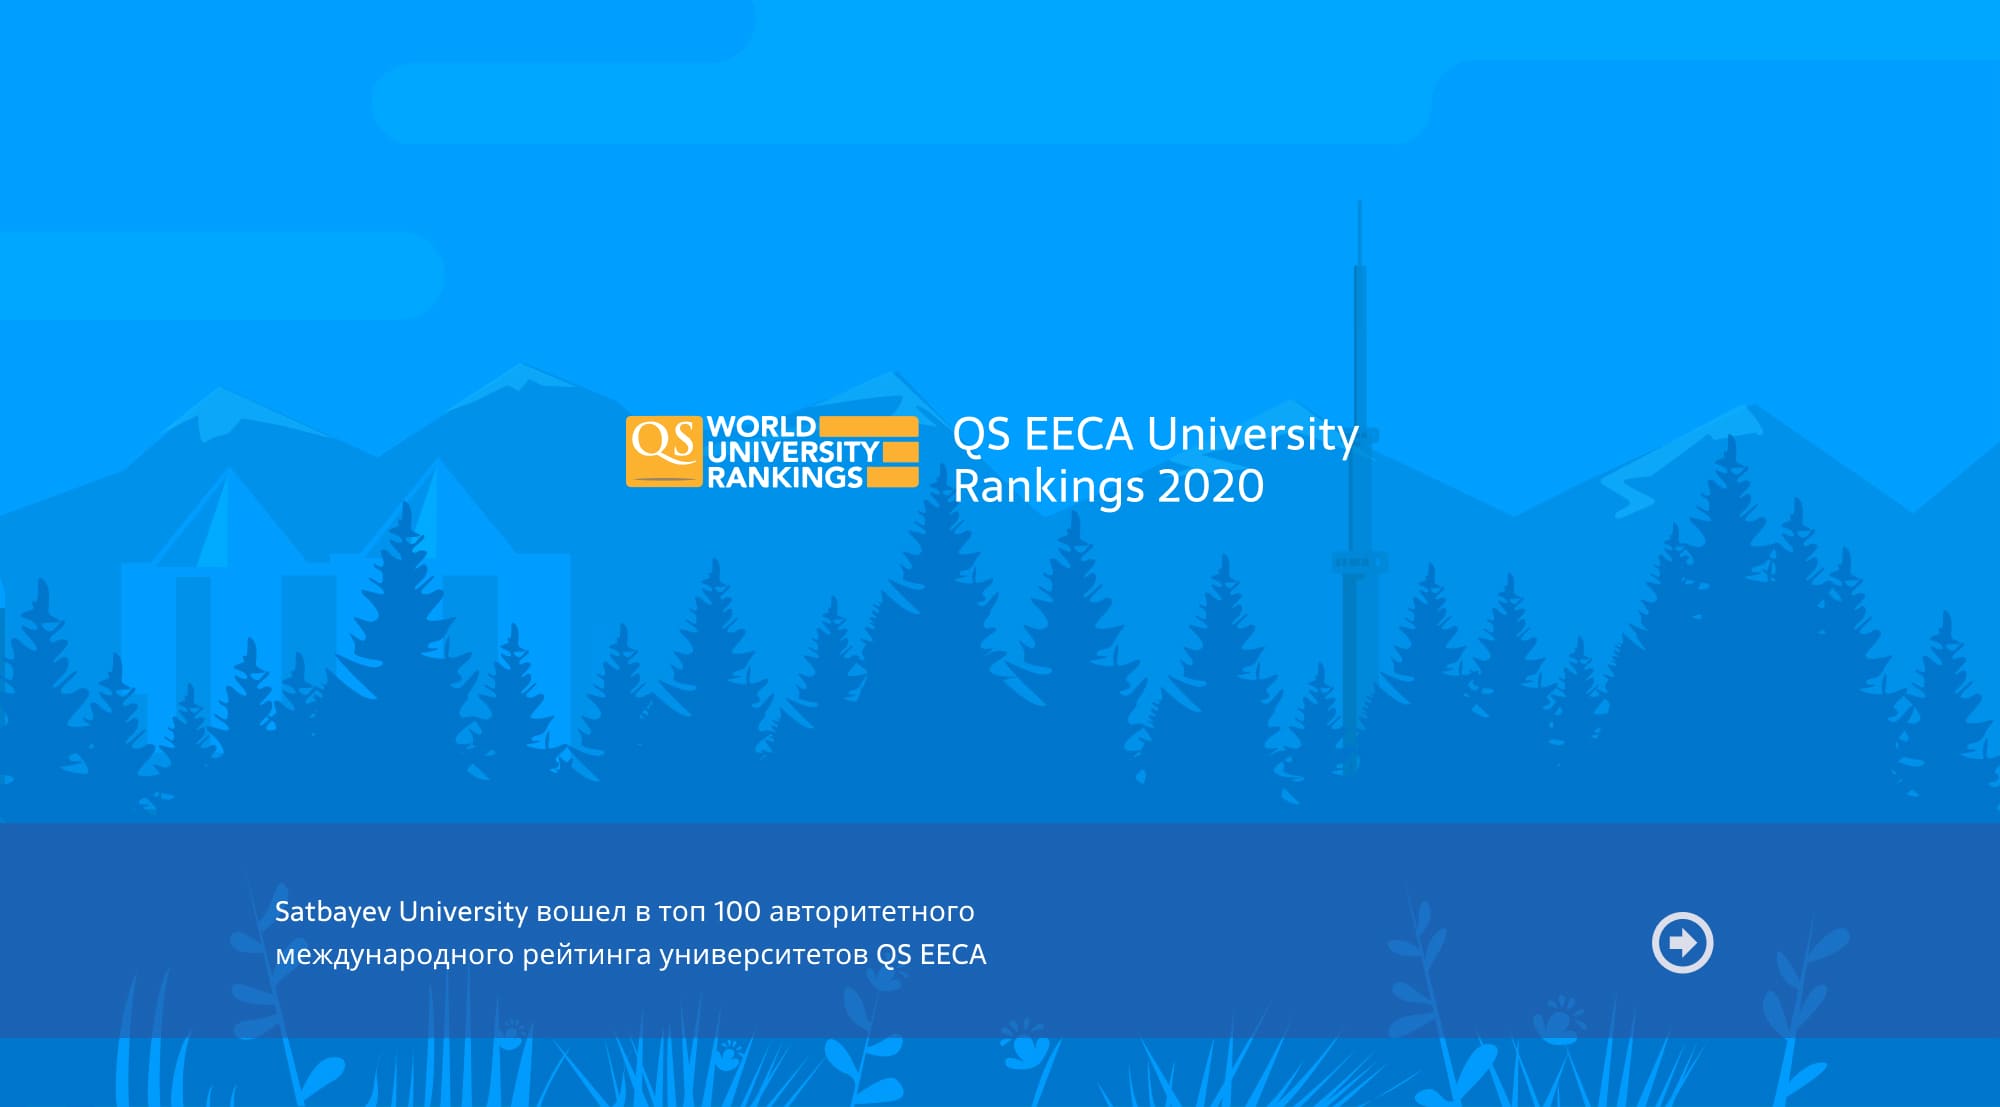 QS WORLD
UNIVERSITY
RANKINGS
QS EECA University
Rankings 2020
Satbayev University вошел в топ 100 авторитетного
международного рейтинга университетов QS EECA